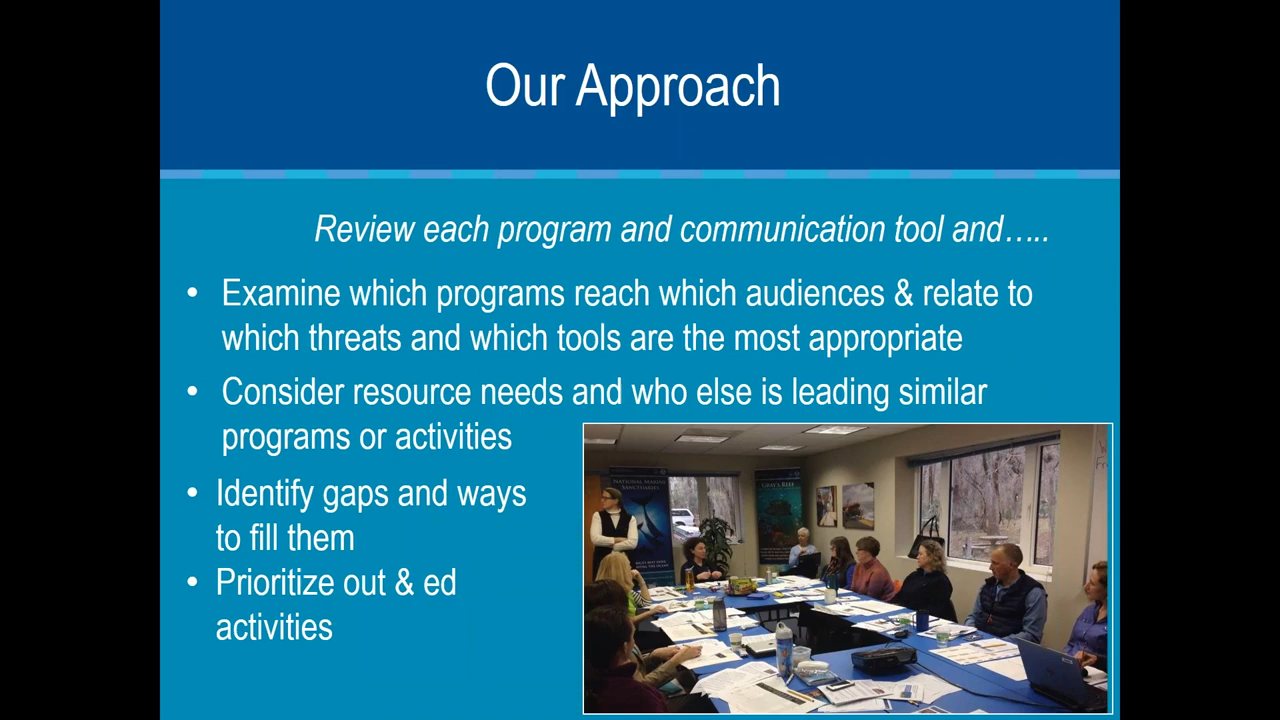 Our Approach
Review each program and communication tool and…..
• Examine which programs reach which audiences & relate to
which threats and which tools are the most appropriate
• Consider resource needs and who else is leading similar
programs or activities
• Identify gaps and ways
to fill them
• Prioritize out & ed
activities
NATIONAL MARINE
SANCTUARIES
GRAY'S REEF